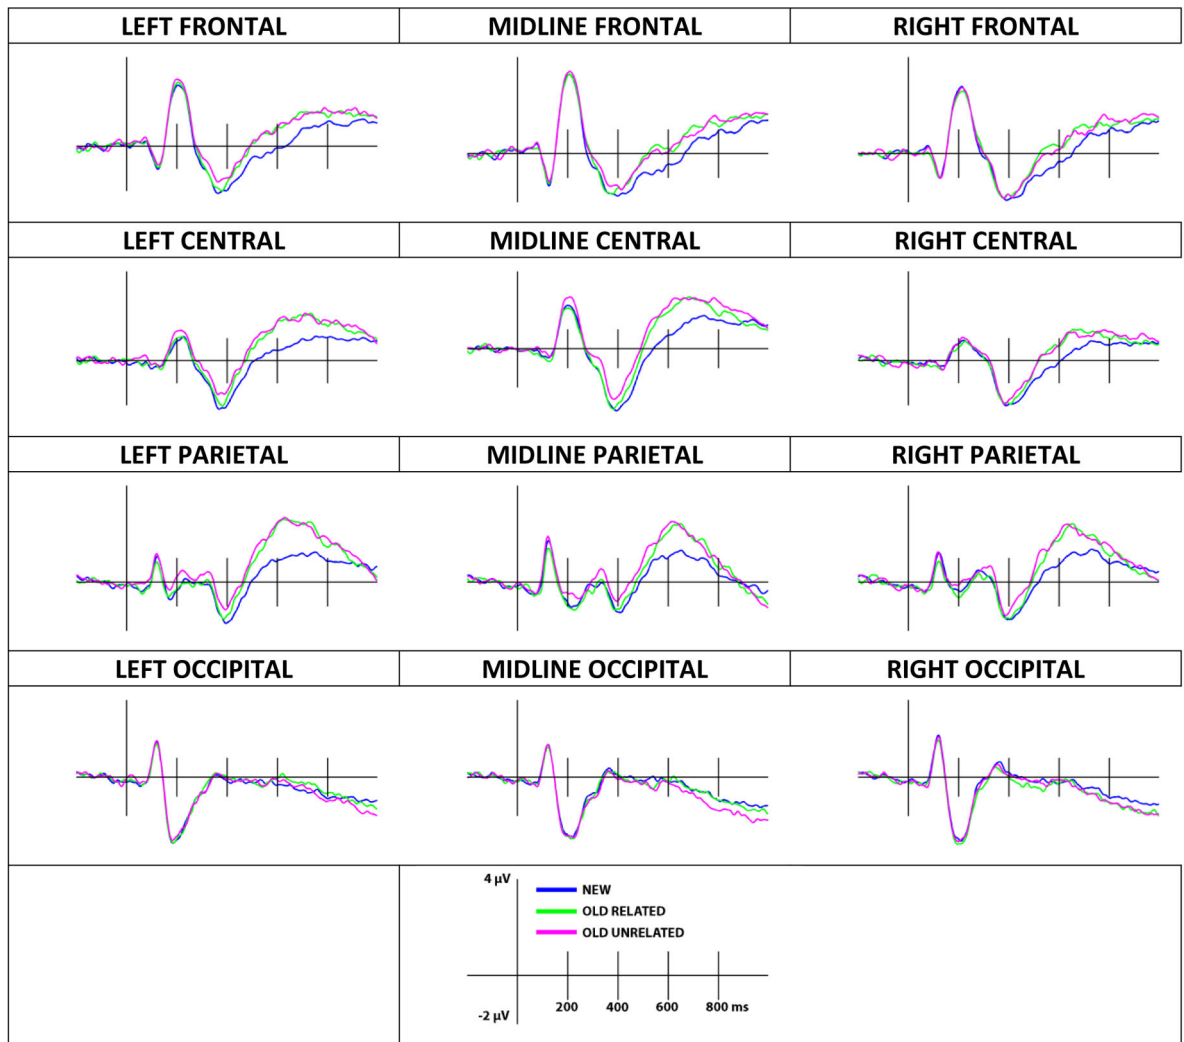 LEFT FRONTAL
MIDLINE FRONTAL
RIGHT FRONTAL
LEFT CENTRAL
MIDLINE CENTRAL
RIGHT CENTRAL
LEFT PARIETAL
MIDLINE PARIETAL
RIGHT PARIETAL
LEFT OCCIPITAL
MIDLINE OCCIPITAL
RIGHT OCCIPITAL
4 µV
NEW
OLD RELATED
OLD UNRELATED
200 400 600 800 ms
-2 µV